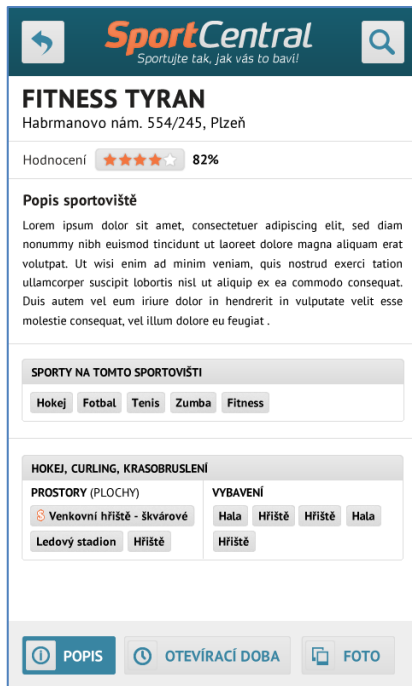 SportCentral
Sportujte tak, jak vás to baví!
FITNESS TYRAN
Habrmanovo nám. 554/245, Plzeň
Hodnocení 82%
Popis sportoviště
Lorem ipsum dolor sit amet, consectetuer adipiscing elit, sed diam
nonummy nibh euismod tincidunt ut laoreet dolore magna aliquam erat
volutpat. Ut wisi enim ad minim veniam, quis nostrud exerci tation
ullamcorper suscipit lobortis nisl ut aliquip ex ea commodo consequat.
Duis autem vel eum iriure dolor in hendrerit in vulputate velit esse
molestie consequat, vel illum dolore eu feugiat .
SPORTY NA TOMTO SPORTOVIŠTI
Hokej Fotbal Tenis Zumba Fitness
HOKEJ, CURLING, KRASOBRUSLENÍ
PROSTORY (PLOCHY)
Venkovní hřiště - škvárové
Ledový stadion Hřiště
VYBAVENÍ
Hala Hřiště Hřiště Hala
Hřiště
POPIS OTEVÍRACÍ DOBA FOTO